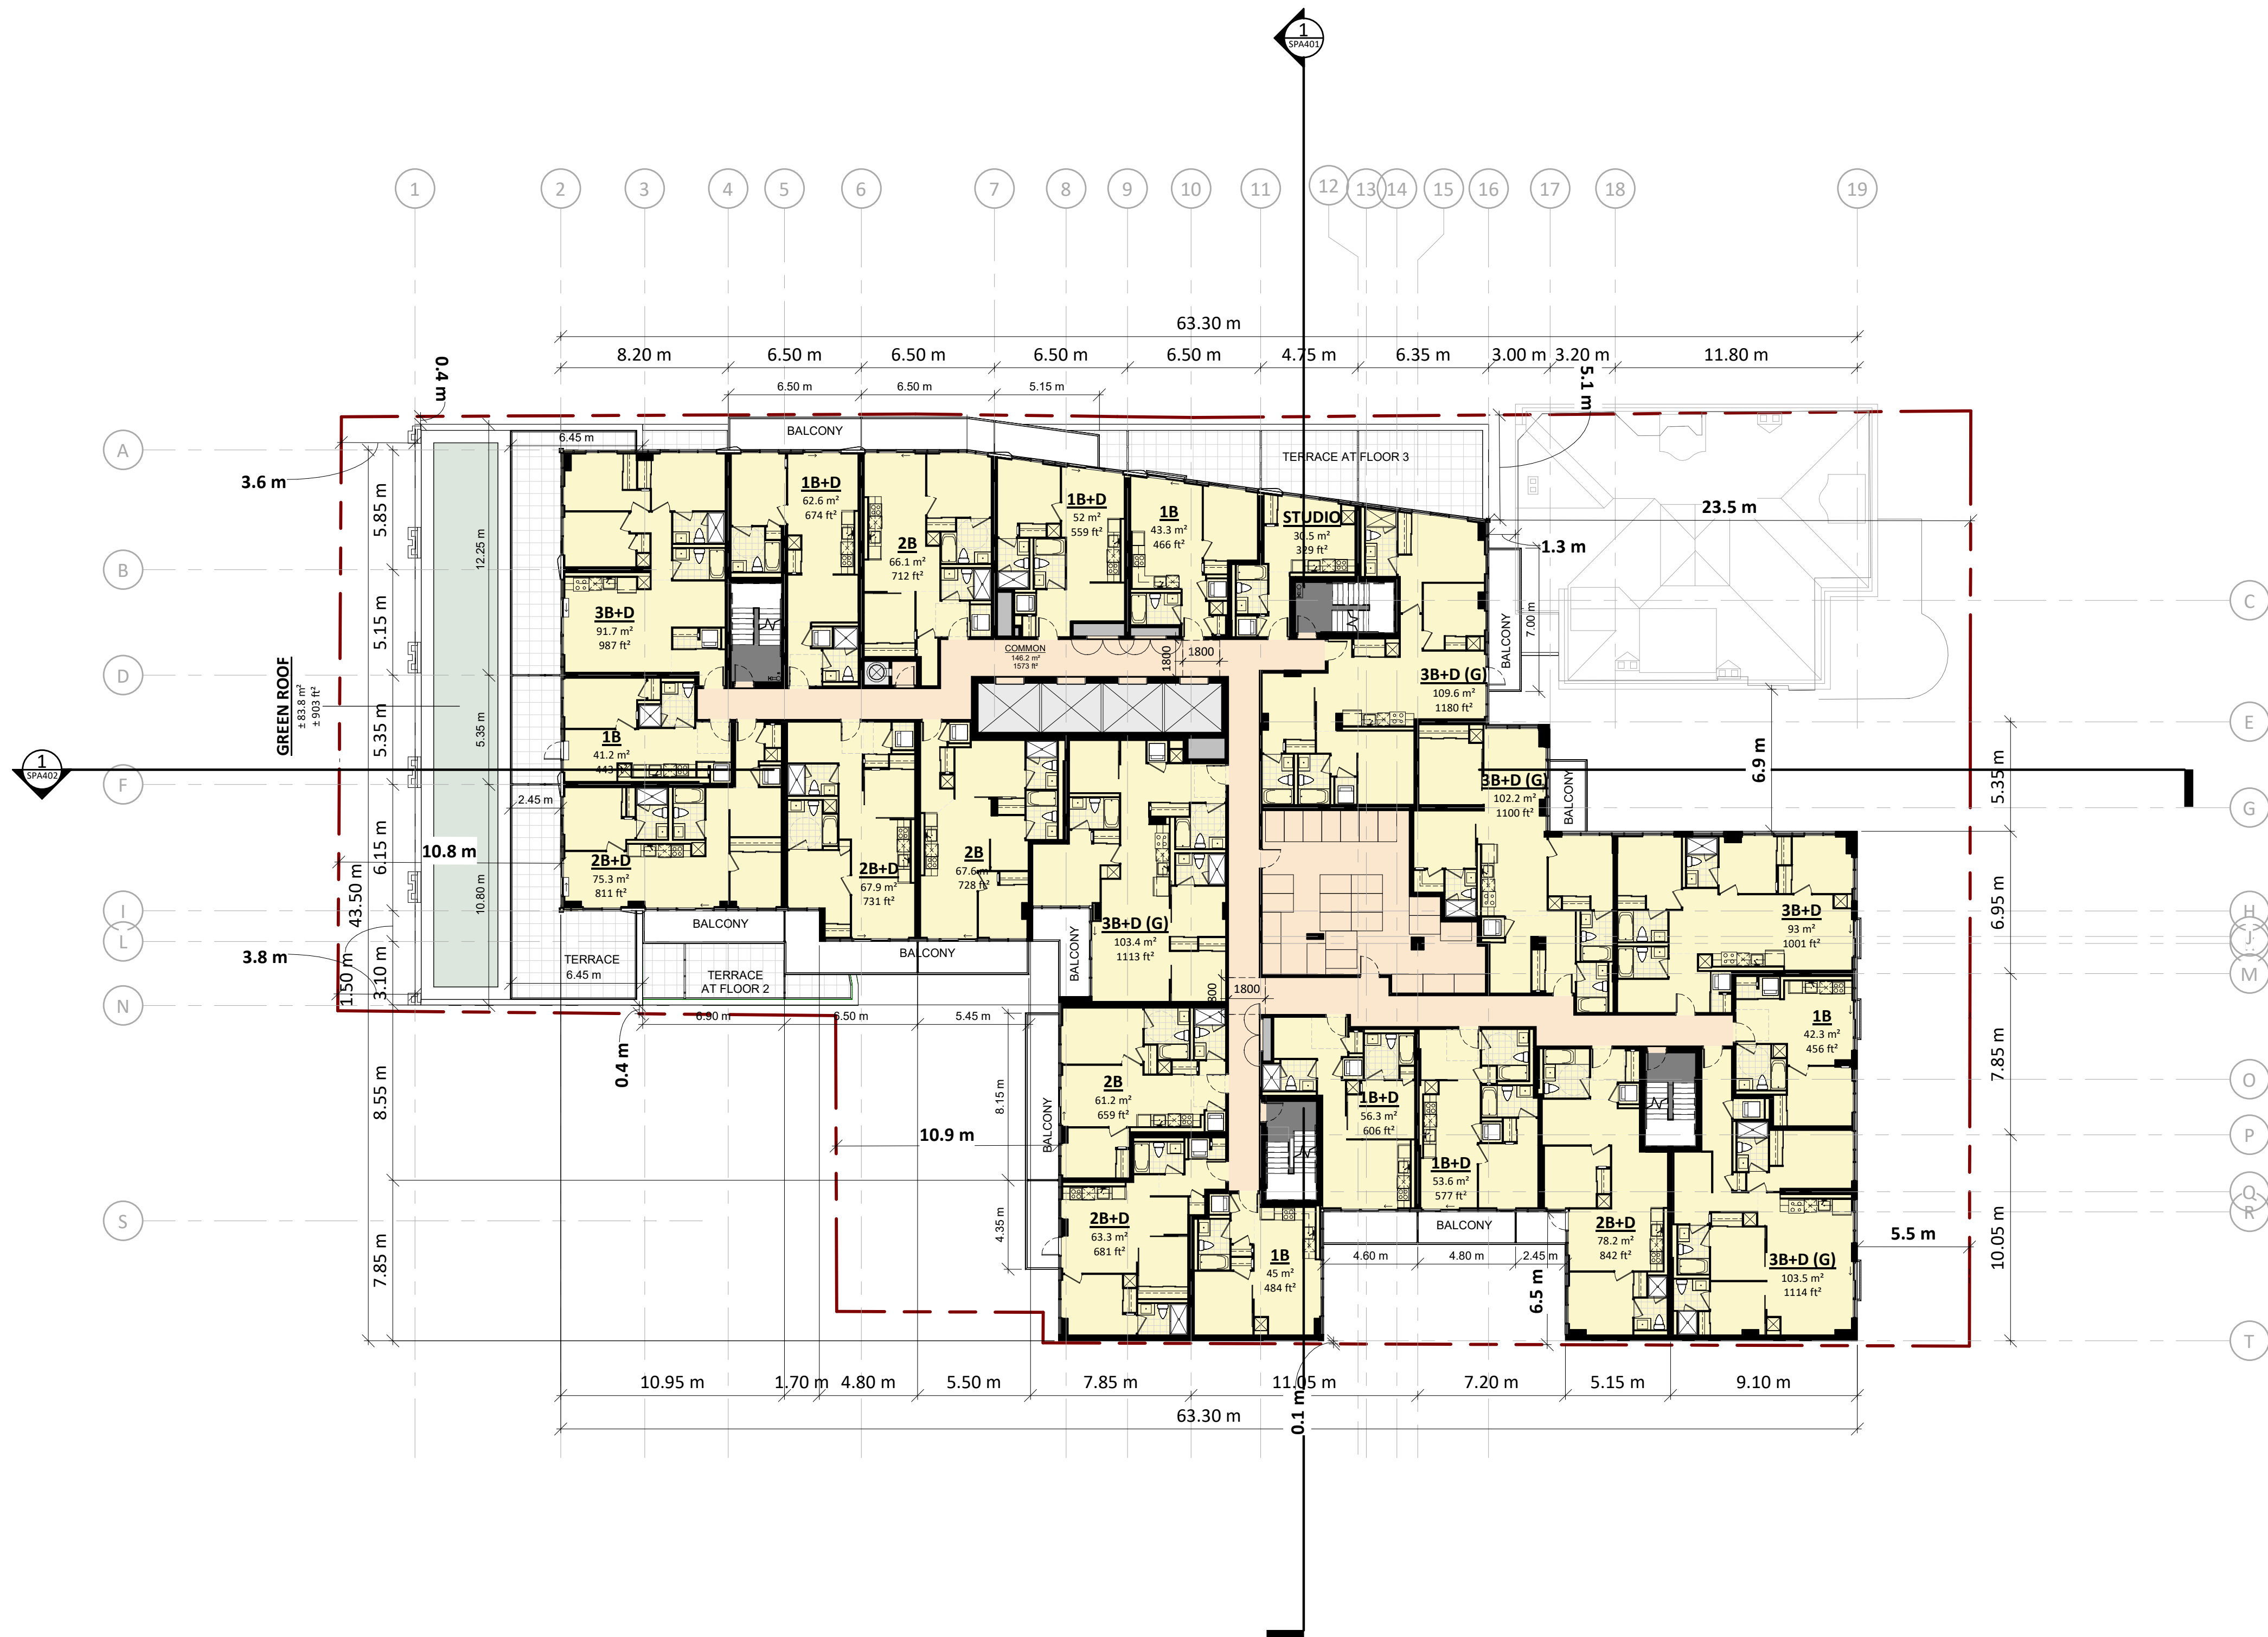 1
SPA401
1
2
3
4
5
6
7
8
9
10
11
12
13
14
15
16
17
18
19
63.30 m
8.20 m
6.50 m
6.50 m
6.50 m
6.50 m
4.75 m
6.35 m
3.00 m
3.20 m
11.80 m
6.50 m
6.50 m
5.15 m
0.4 m
5.1 m
A
B
D
F
I
L
N
S
C
E
G
H
J
M
O
P
Q
R
T
3.6 m
5.85 m
5.15 m
5.35 m
6.15 m
3.10 m
1.50 m
43.50 m
8.55 m
7.85 m
12.25 m
5.35 m
10.80 m
GREEN ROOF
± 83.8 m²
± 903 ft²
1
SPA402
10.8 m
3.8 m
2.45 m
6.45 m
BALCONY
TERRACE AT FLOOR 3
1B+D
62.6 m²
674 ft²
2B
66.1 m²
712 ft²
1B+D
52 m²
559 ft²
1B
43.3 m²
466 ft²
STUDIO
30.5 m²
329 ft²
3B+D
91.7 m²
987 ft²
COMMON
146.2 m²
1573 ft²
1800
1800
3B+D (G)
109.6 m²
1180 ft²
BALCONY
7.00 m
1.3 m
23.5 m
6.9 m
1B
41.2 m²
443
3B+D (G)
102.2 m²
1100 ft²
BALCONY
2B+D
75.3 m²
811 ft²
2B+D
67.9 m²
731 ft²
2B
67.6 m²
728 ft²
3B+D (G)
103.4 m²
1113 ft²
3B+D
93 m²
1001 ft²
BALCONY
BALCONY
BALCONY
TERRACE
6.45 m
TERRACE
AT FLOOR 2
6.90 m
6.50 m
5.45 m
0.4 m
800
1800
1B
42.3 m²
456 ft²
2B
61.2 m²
659 ft²
BALCONY
8.15 m
4.35 m
10.9 m
1B+D
56.3 m²
606 ft²
1B+D
53.6 m²
577 ft²
2B+D
63.3 m²
681 ft²
1B
45 m²
484 ft²
BALCONY
4.60 m
4.80 m
2.45 m
6.5 m
2B+D
78.2 m²
842 ft²
3B+D (G)
103.5 m²
1114 ft²
5.5 m
5.35 m
6.95 m
7.85 m
10.05 m
10.95 m
1.70 m
4.80 m
5.50 m
7.85 m
11.05 m
7.20 m
5.15 m
9.10 m
0.1 m
63.30 m